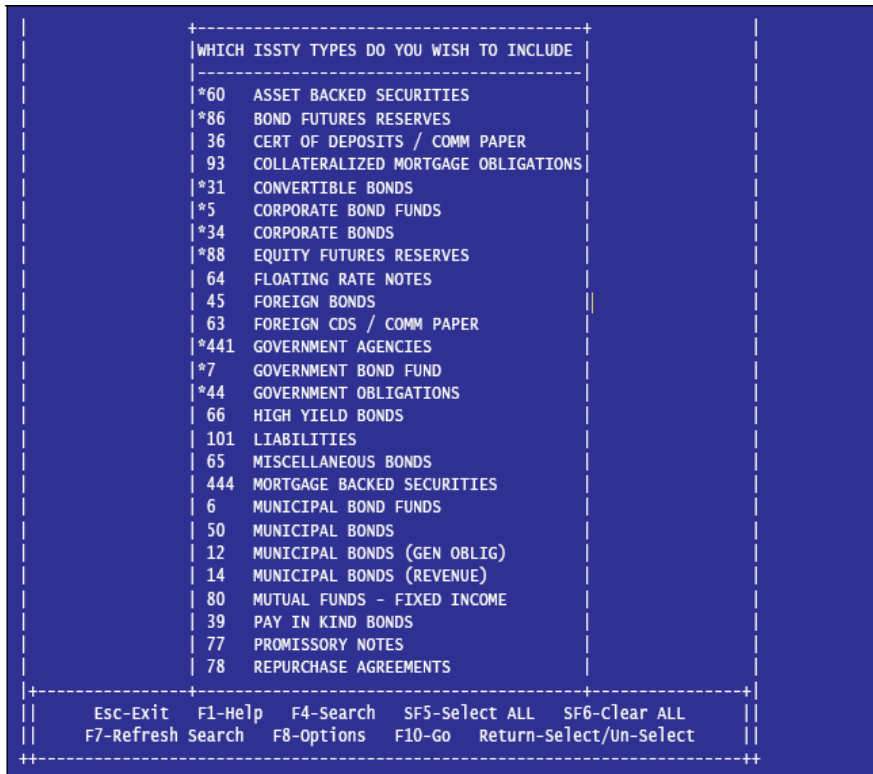 WHICH ISSTY TYPES DO YOU WISH TO INCLUDE
*60 ASSET BACKED SECURITIES
*86 BOND FUTURES RESERVES
36 CERT OF DEPOSITS / COMM PAPER
93 COLLATERALIZED MORTGAGE OBLIGATIONS
*31 CONVERTIBLE BONDS
*5 CORPORATE BOND FUNDS
*34 CORPORATE BONDS
*88 EQUITY FUTURES RESERVES
64 FLOATING RATE NOTES
45 FOREIGN BONDS
63 FOREIGN CDS / COMM PAPER
*441 GOVERNMENT AGENCIES
*7 GOVERNMENT BOND FUND
*44 GOVERNMENT OBLIGATIONS
66 HIGH YIELD BONDS
101 LIABILITIES
65 MISCELLANEOUS BONDS
444 MORTGAGE BACKED SECURITIES
6 MUNICIPAL BOND FUNDS
50 MUNICIPAL BONDS
12 MUNICIPAL BONDS (GEN OBLIG)
14 MUNICIPAL BONDS (REVENUE)
80 MUTUAL FUNDS - FIXED INCOME
39 PAY IN KIND BONDS
77 PROMISSORY NOTES
78 REPURCHASE AGREEMENTS
Esc-Exit F1-Help F4-Search SF5-Select ALL SF6-Clear ALL
F7-Refresh Search F8-Options F10-Go Return-Select/Un-Select